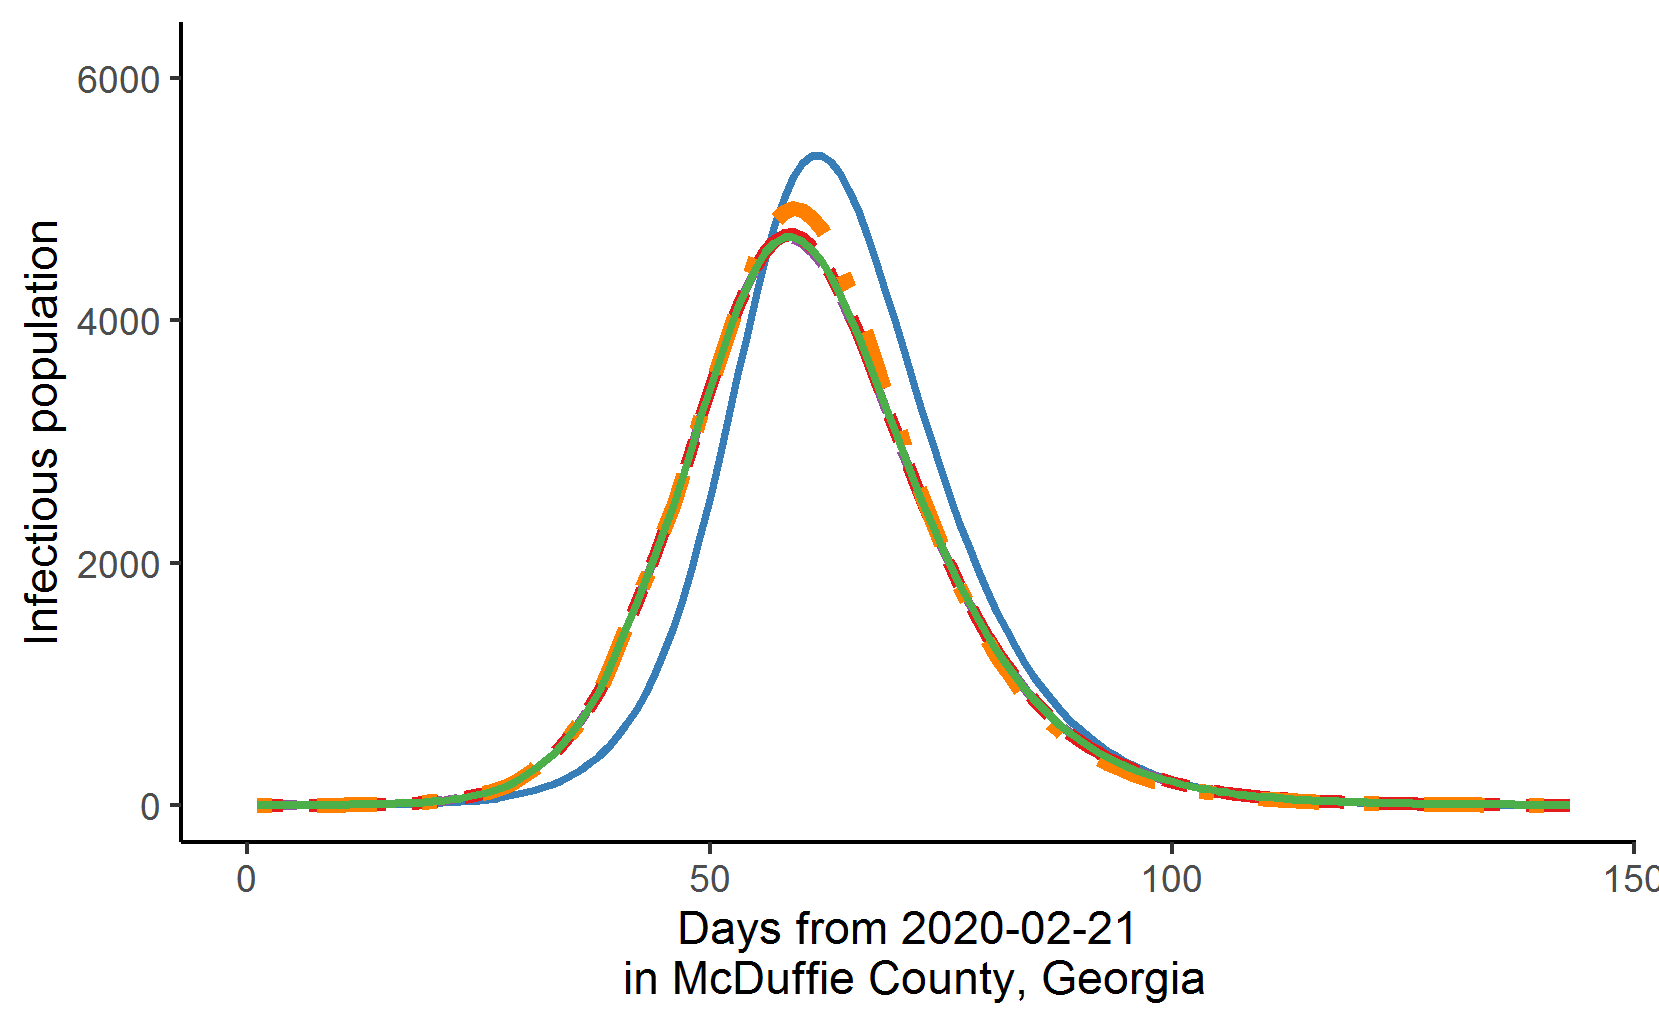 Infectious population
6000
4000
2000
0
0 50 100 150
Days from 2020-02-21
in McDuffie County, Georgia